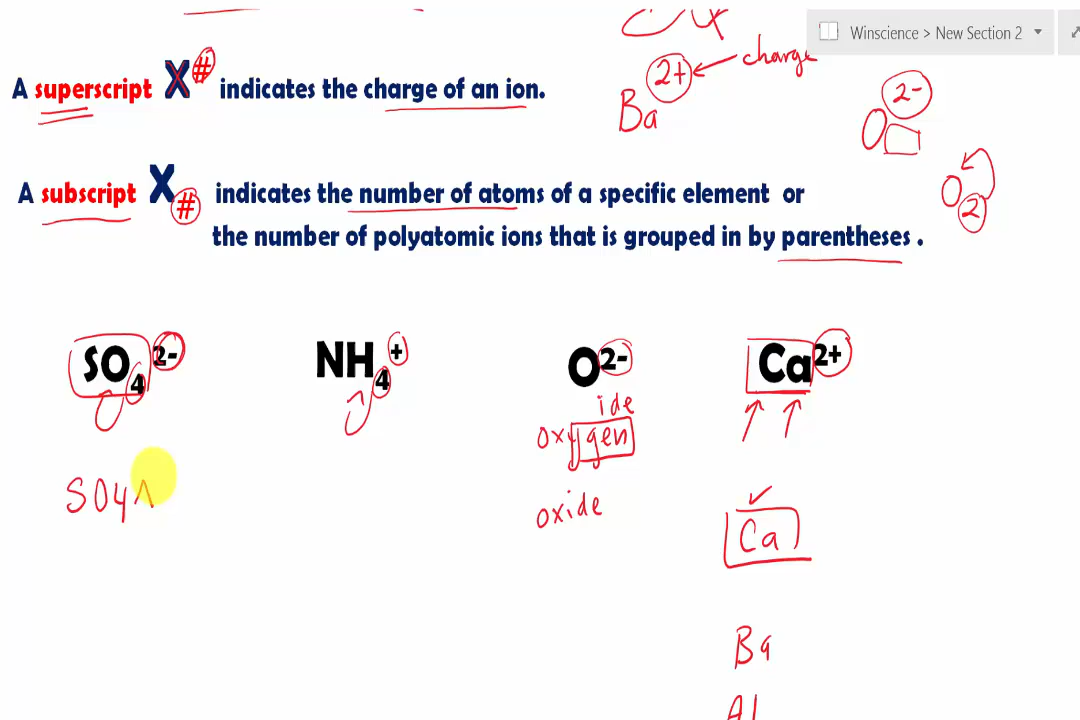 Winscience > New Section 2
charge
2+
Ba
2-
O
A superscript X# indicates the charge of an ion.
A subscript X# indicates the number of atoms of a specific element or
the number of polyatomic ions that is grouped in by parentheses .
O2
SO4 2- NH4 + O2- Ca2+
ide
oxygen
oxide
SO4
Ca
Ba
Al